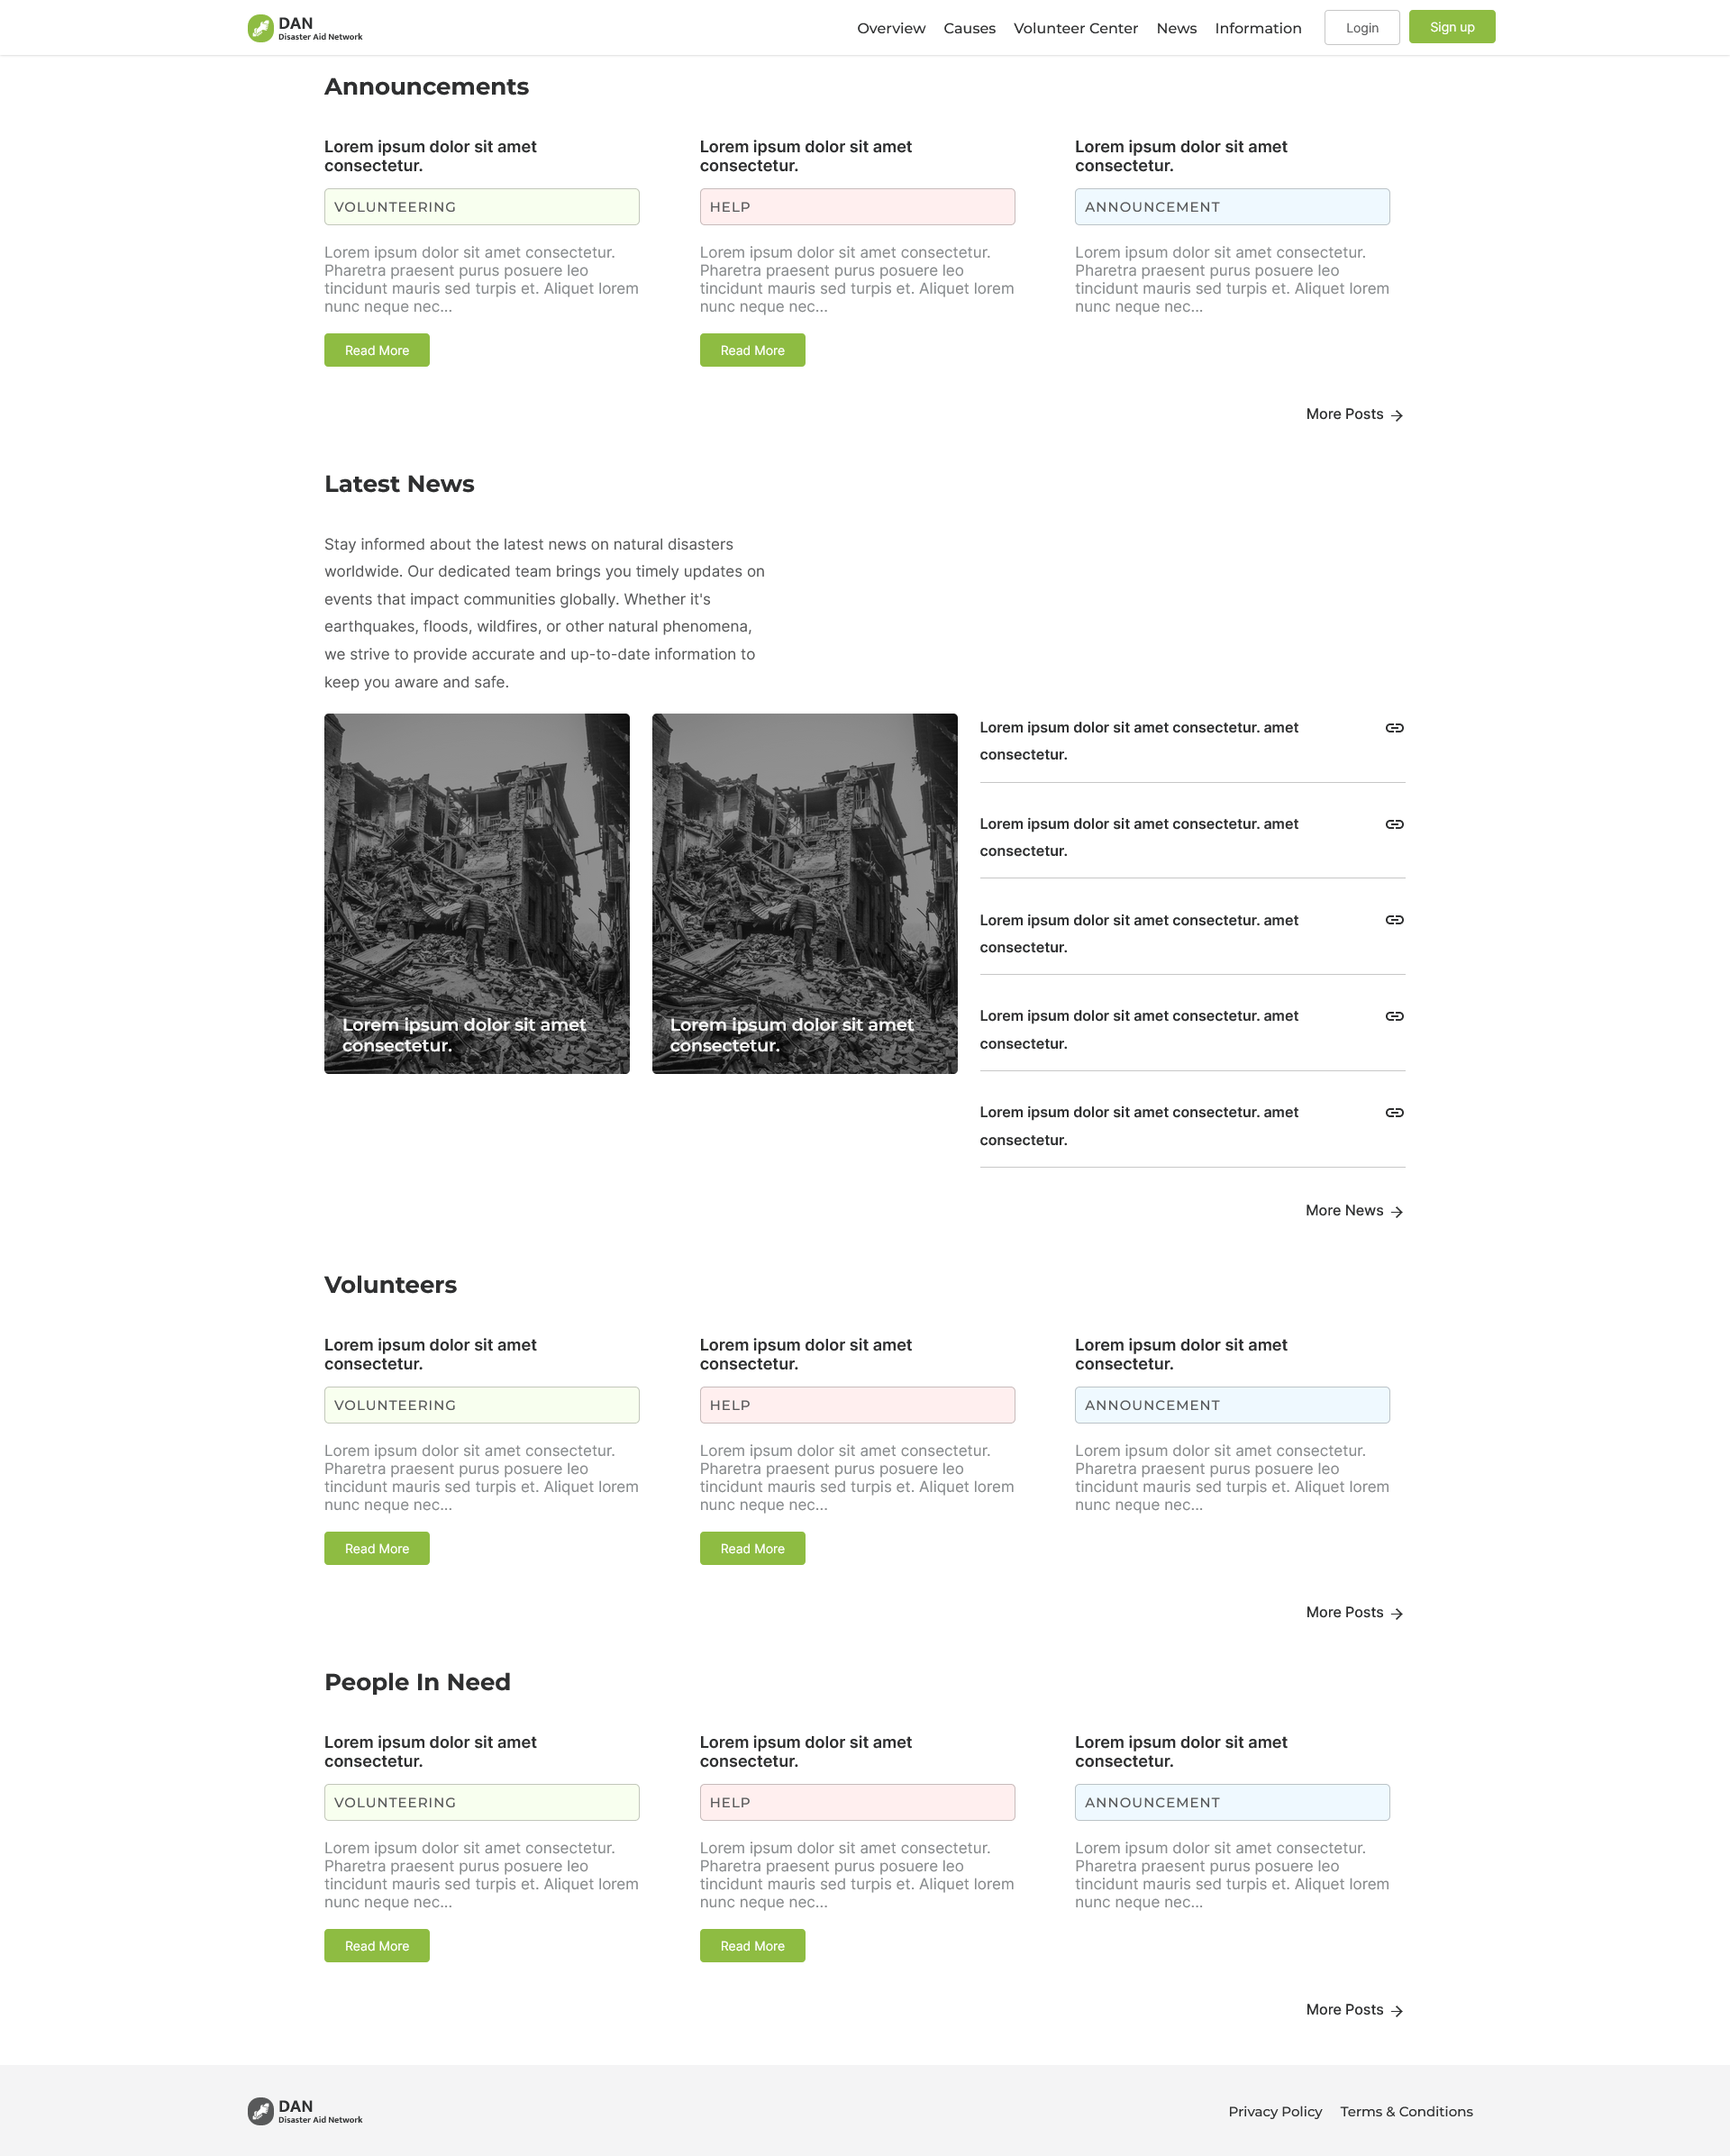 DAN
Disaster Aid Network
Overview
Causes
Volunteer Center
News
Information
Login
Sign up
Announcements
Lorem ipsum dolor sit amet
consectetur.
VOLUNTEERING
Lorem ipsum dolor sit amet consectetur.
Pharetra praesent purus posuere leo
tincidunt mauris sed turpis et. Aliquet lorem
nunc neque nec...
Read More
Lorem ipsum dolor sit amet
consectetur.
HELP
Lorem ipsum dolor sit amet consectetur.
Pharetra praesent purus posuere leo
tincidunt mauris sed turpis et. Aliquet lorem
nunc neque nec...
Read More
Lorem ipsum dolor sit amet
consectetur.
ANNOUNCEMENT
Lorem ipsum dolor sit amet consectetur.
Pharetra praesent purus posuere leo
tincidunt mauris sed turpis et. Aliquet lorem
nunc neque nec...
More Posts
Latest News
Stay informed about the latest news on natural disasters
worldwide. Our dedicated team brings you timely updates on
events that impact communities globally. Whether it's
earthquakes, floods, wildfires, or other natural phenomena,
we strive to provide accurate and up-to-date information to
keep you aware and safe.
Lorem ipsum dolor sit amet
consectetur.
Lorem ipsum dolor sit amet
consectetur.
Lorem ipsum dolor sit amet consectetur. amet
consectetur.
Lorem ipsum dolor sit amet consectetur. amet
consectetur.
Lorem ipsum dolor sit amet consectetur. amet
consectetur.
Lorem ipsum dolor sit amet consectetur. amet
consectetur.
Lorem ipsum dolor sit amet consectetur. amet
consectetur.
More News
Volunteers
Lorem ipsum dolor sit amet
consectetur.
VOLUNTEERING
Lorem ipsum dolor sit amet consectetur.
Pharetra praesent purus posuere leo
tincidunt mauris sed turpis et. Aliquet lorem
nunc neque nec...
Read More
Lorem ipsum dolor sit amet
consectetur.
HELP
Lorem ipsum dolor sit amet consectetur.
Pharetra praesent purus posuere leo
tincidunt mauris sed turpis et. Aliquet lorem
nunc neque nec...
Read More
Lorem ipsum dolor sit amet
consectetur.
ANNOUNCEMENT
Lorem ipsum dolor sit amet consectetur.
Pharetra praesent purus posuere leo
tincidunt mauris sed turpis et. Aliquet lorem
nunc neque nec...
More Posts
People In Need
Lorem ipsum dolor sit amet
consectetur.
VOLUNTEERING
Lorem ipsum dolor sit amet consectetur.
Pharetra praesent purus posuere leo
tincidunt mauris sed turpis et. Aliquet lorem
nunc neque nec...
Read More
Lorem ipsum dolor sit amet
consectetur.
HELP
Lorem ipsum dolor sit amet consectetur.
Pharetra praesent purus posuere leo
tincidunt mauris sed turpis et. Aliquet lorem
nunc neque nec...
Read More
Lorem ipsum dolor sit amet
consectetur.
ANNOUNCEMENT
Lorem ipsum dolor sit amet consectetur.
Pharetra praesent purus posuere leo
tincidunt mauris sed turpis et. Aliquet lorem
nunc neque nec...
More Posts
DAN
Disaster Aid Network
Privacy Policy
Terms & Conditions